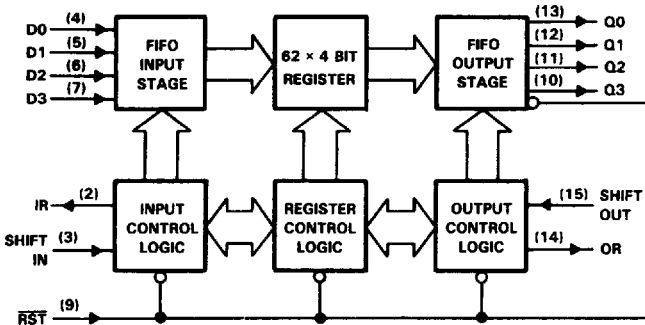 D0 (4)
D1 (5)
D2 (6)
D3 (7)
FIFO
INPUT
STAGE
62 × 4 BIT
REGISTER
FIFO
OUTPUT
STAGE
(13) Q0
(12) Q1
(11) Q2
(10) Q3
IR (2)
SHIFT (3)
IN
INPUT
CONTROL
LOGIC
REGISTER
CONTROL
LOGIC
OUTPUT
CONTROL
LOGIC
(15) SHIFT
OUT
(14) OR
RST (9)